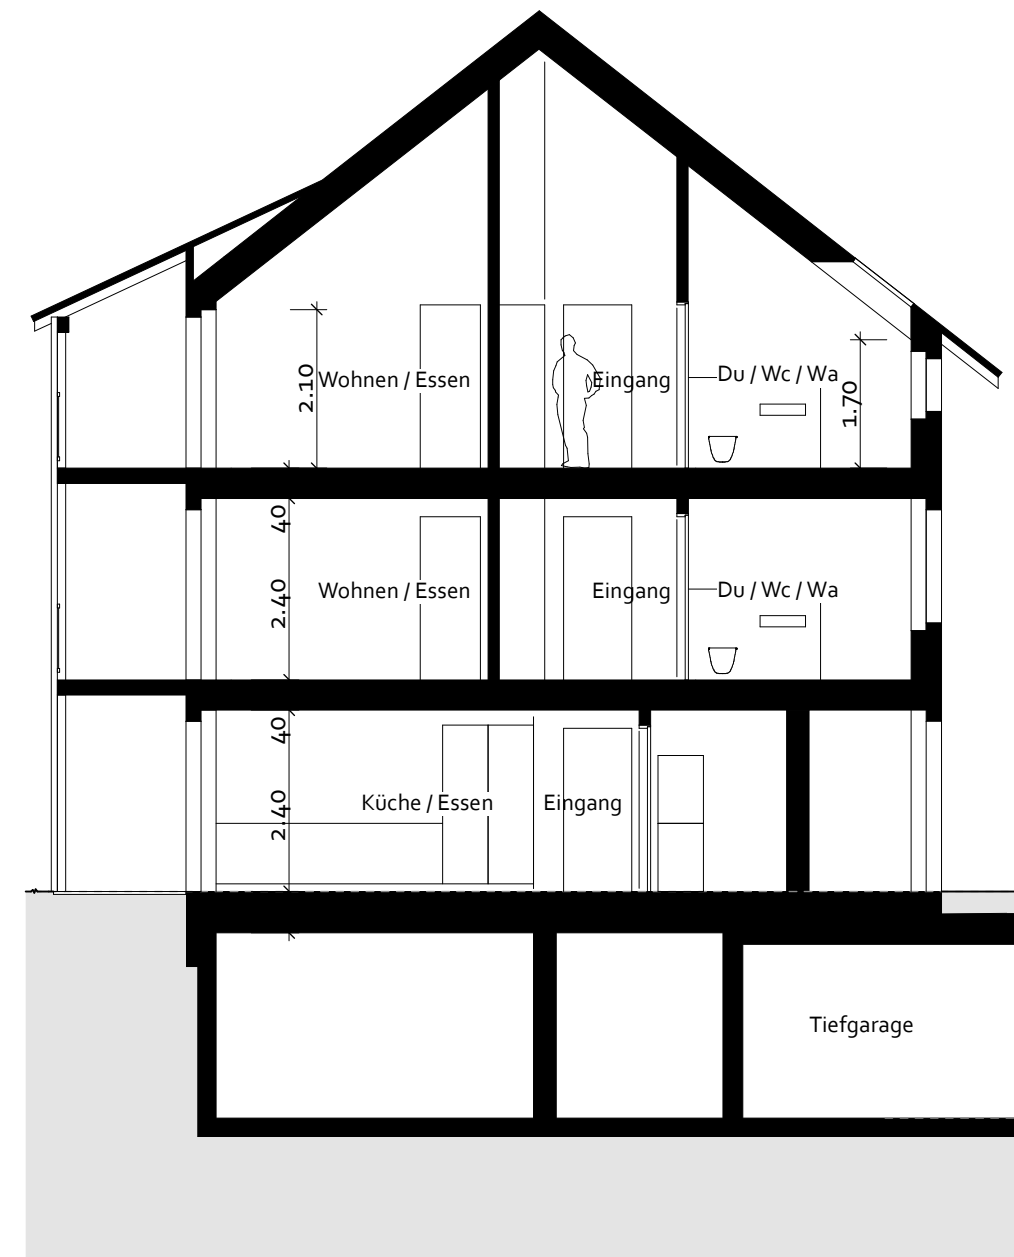 2.10
Wohnen / Essen
Eingang
Du / Wc / Wa
1.70
40
2.40
Wohnen / Essen
Eingang
Du / Wc / Wa
40
2.40
Küche / Essen
Eingang
Tiefgarage